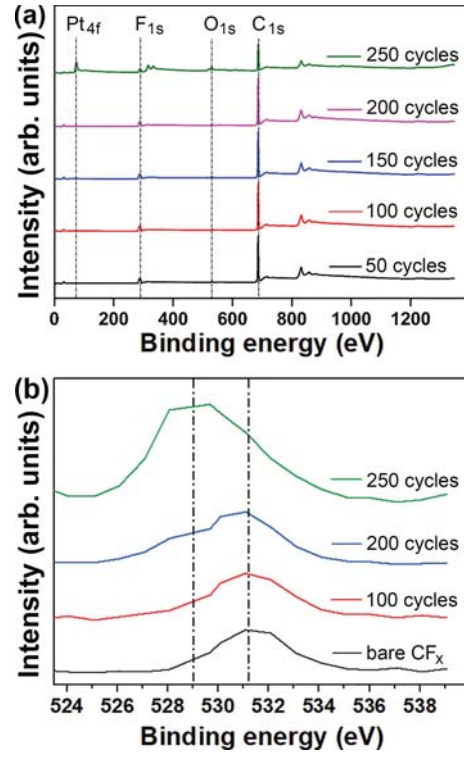 (a)
Pt4f F1s O1s C1s
250 cycles
200 cycles
150 cycles
100 cycles
50 cycles
Intensity (arb. units)
0 200 400 600 800 1000 1200
Binding energy (eV)
(b)
250 cycles
200 cycles
100 cycles
bare CFx
Intensity (arb. units)
524 526 528 530 532 534 536 538
Binding energy (eV)